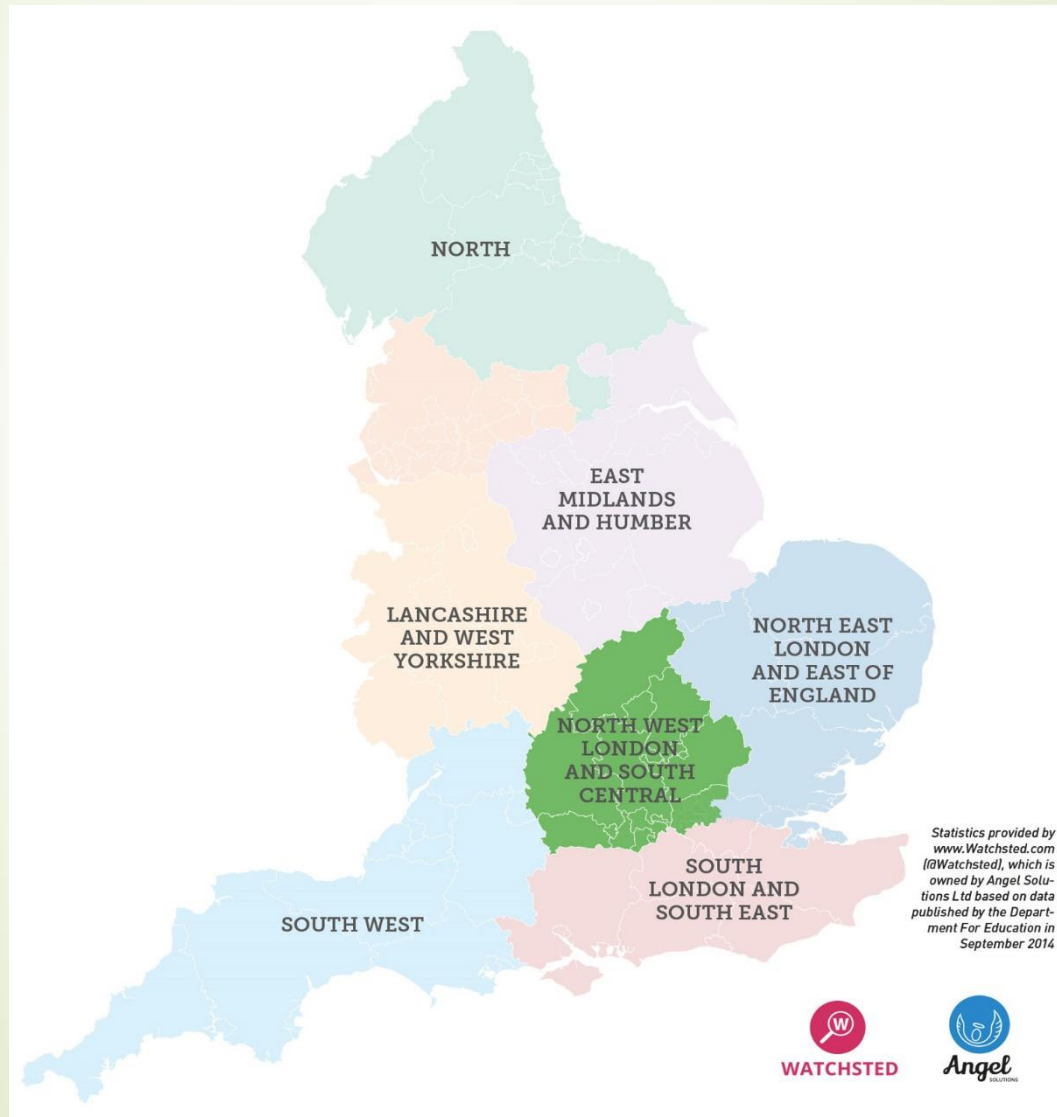 NORTH
EAST
MIDLANDS
AND HUMBER
LANCASHIRE
AND WEST
YORKSHIRE
NORTH EAST
LONDON
AND EAST OF
ENGLAND
NORTH WEST
LONDON
AND SOUTH
CENTRAL
SOUTH
LONDON AND
SOUTH EAST
SOUTH WEST
Statistics provided by
www.Watchsted.com
(@Watchsted), which is
owned by Angel Solu-
tions Ltd based on data
published by the Depart-
ment For Education in
September 2014
W
WATCHSTED
Angel
SOLUTIONS